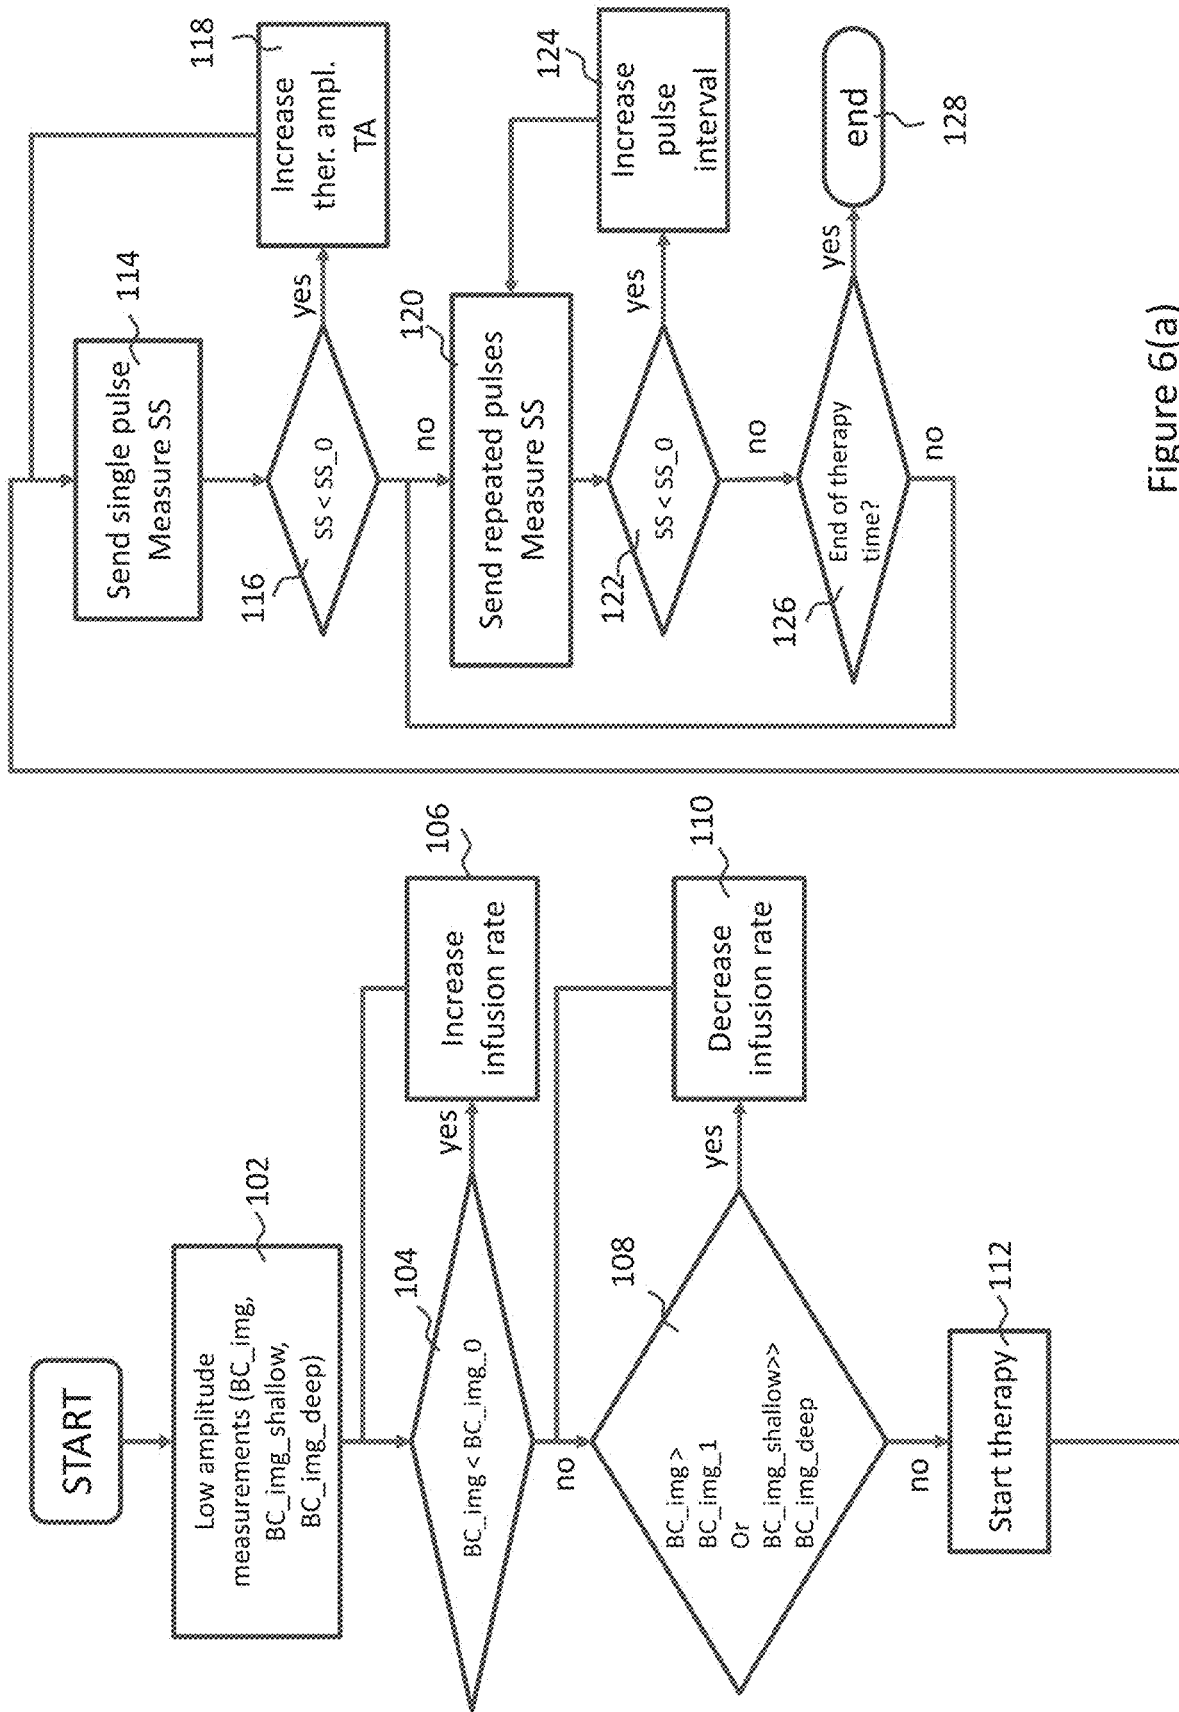 START
102
Low amplitude
measurements (BC_img,
BC_img_shallow,
BC_img_deep)
104
BC_img < BC_img_0
yes
106
Increase
infusion rate
no
108
BC_img >
BC_img_1
Or
BC_img_shallow>>
BC_img_deep
yes
110
Decrease
infusion rate
no
112
Start therapy
114
Send single pulse
Measure SS
116
SS < SS_0
yes
118
Increase
ther. ampl.
TA
no
120
Send repeated pulses
Measure SS
122
SS < SS_0
yes
124
Increase
pulse
interval
no
126
End of therapy
time?
yes
end
128
no
Figure 6(a)